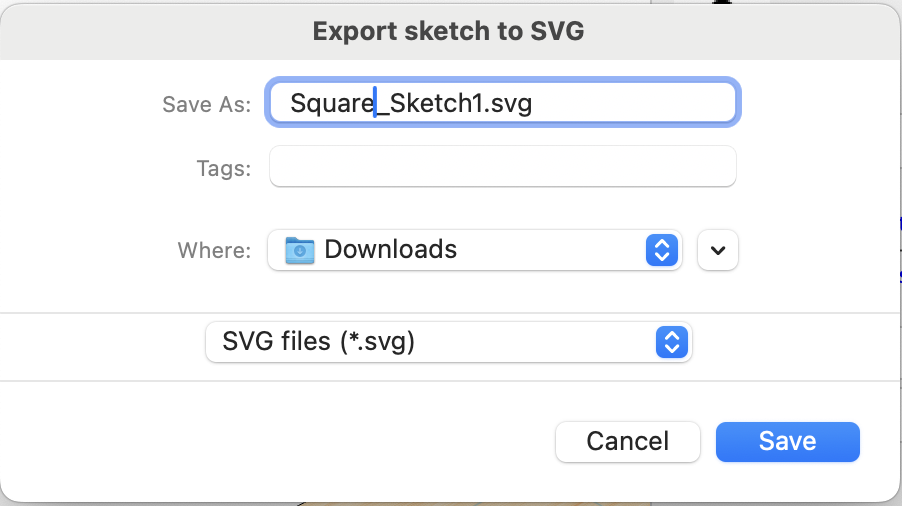 Export sketch to SVG
Save As: Square_Sketch1.svg
Tags:
Where: Downloads
SVG files (*.svg)
Cancel Save